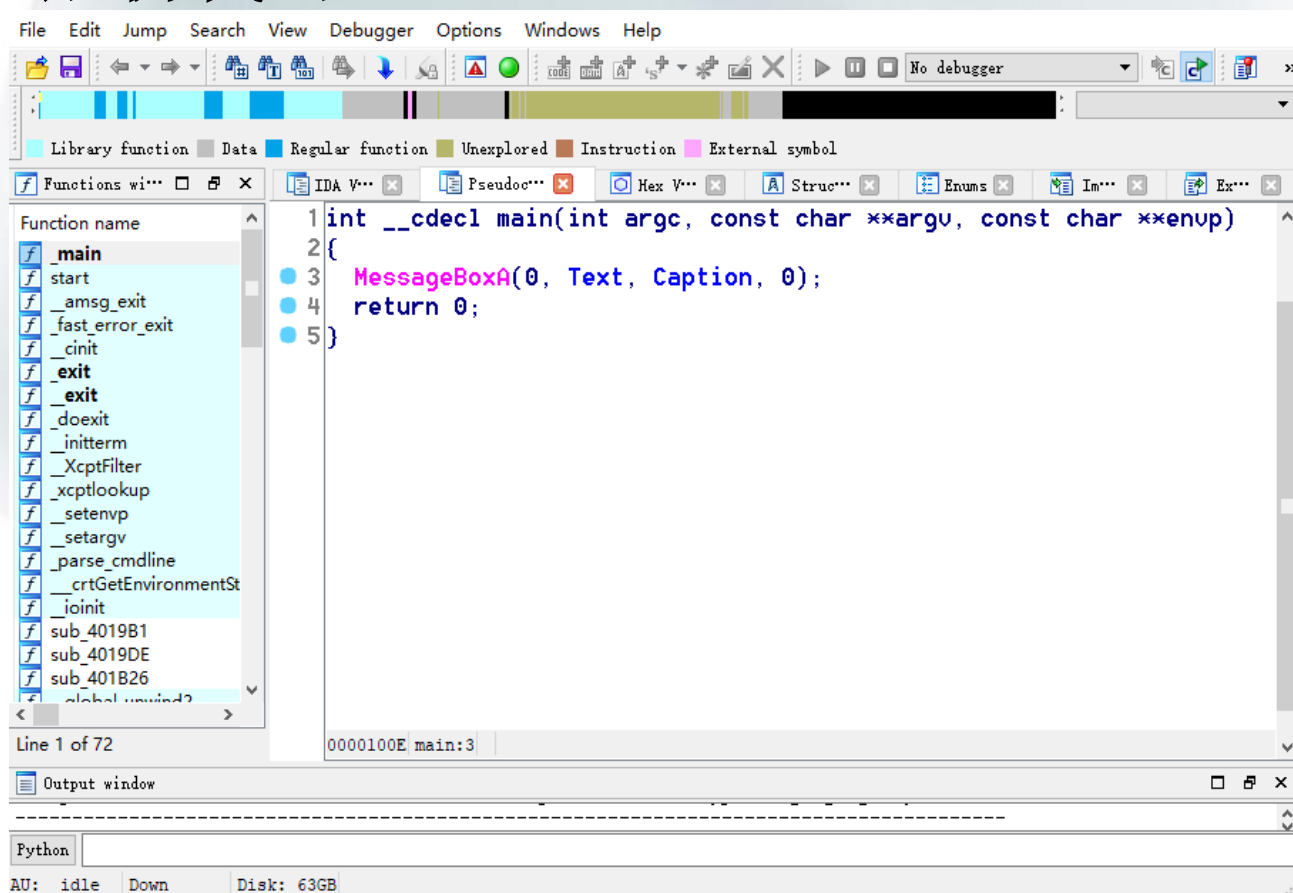 File Edit Jump Search View Debugger Options Windows Help
No debugger
Library function Data Regular function Unexplored Instruction External symbol
Functions wi… IDA V… Pseudoc… Hex V… Struc… Enums Im… Ex…
Function name
_main
start
__amsg_exit
_fast_error_exit
__cinit
_exit
__exit
_doexit
__initterm
__XcptFilter
_xcptlookup
__setenvp
__setargv
_parse_cmdline
___crtGetEnvironmentSt
__ioinit
sub_4019B1
sub_4019DE
sub_401B26
Line 1 of 72
1 int __cdecl main(int argc, const char **argv, const char **envp)
2 {
3 MessageBoxA(0, Text, Caption, 0);
4 return 0;
5 }
0000100E main:3
Output window
Python
AU: idle Down Disk: 63GB